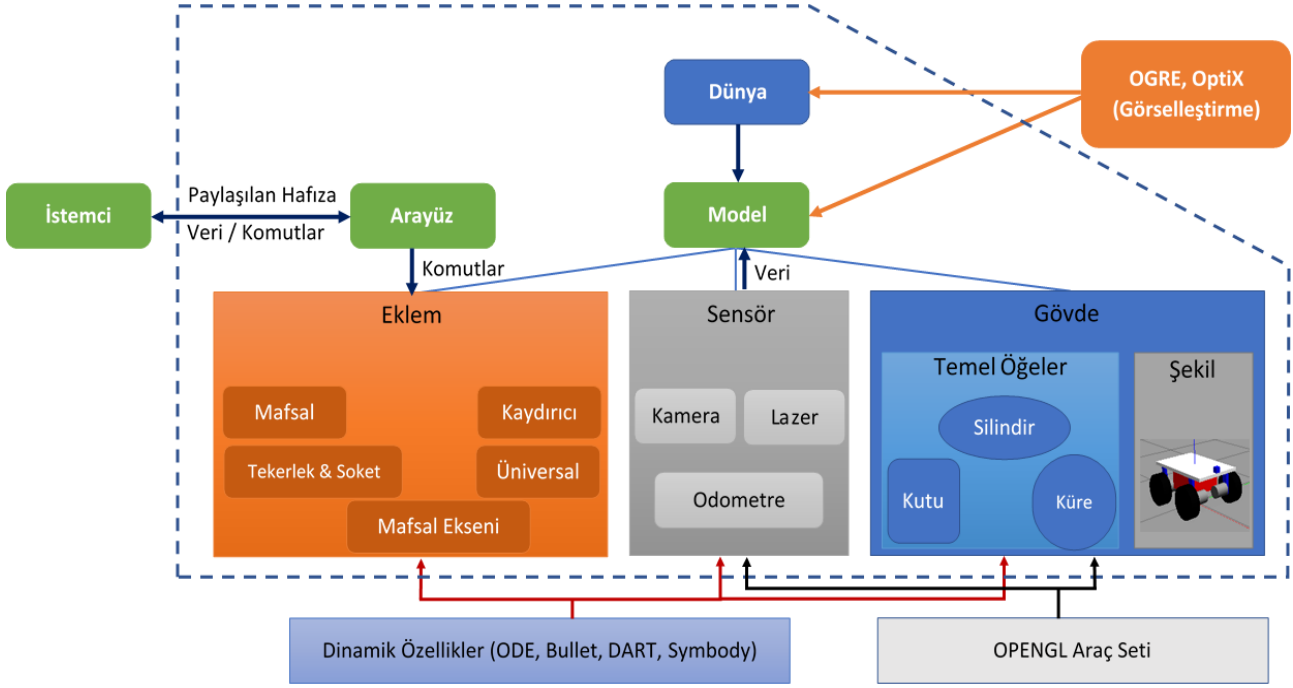 OGRE, OptiX
(Görselleştirme)
Dünya
Paylaşılan Hafıza
İstemci
Arayüz
Model
Veri / Komutlar
Komutlar
Veri
Eklem
Sensör
Gövde
Temel Öğeler
Şekil
Mafsal
Kaydırıcı
Kamera
Lazer
Silindir
Tekerlek & Soket
Üniversal
Odometre
Kutu
Küre
Mafsal Ekseni
Dinamik Özellikler (ODE, Bullet, DART, Symbody)
OPENGL Araç Seti